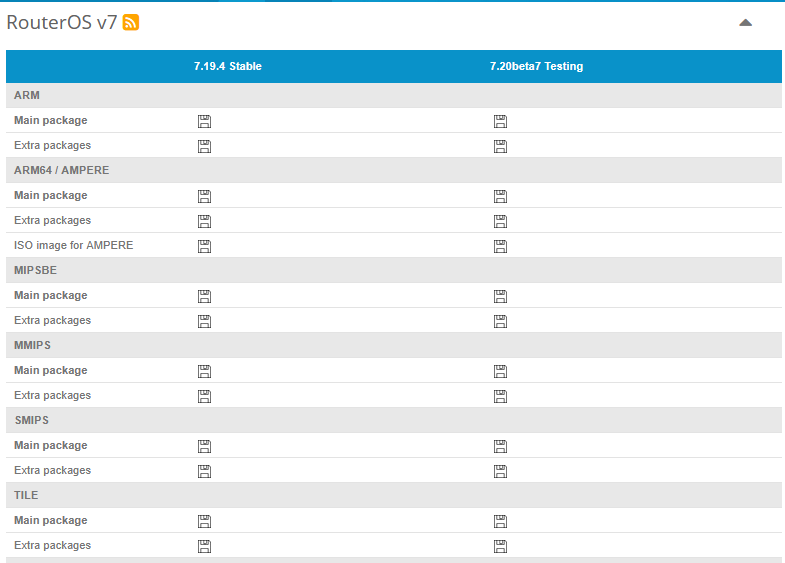 RouterOS v7
7.19.4 Stable 7.20beta7 Testing
ARM
Main package
Extra packages
ARM64 / AMPERE
Main package
Extra packages
ISO image for AMPERE
MIPSBE
Main package
Extra packages
MMIPS
Main package
Extra packages
SMIPS
Main package
Extra packages
TILE
Main package
Extra packages